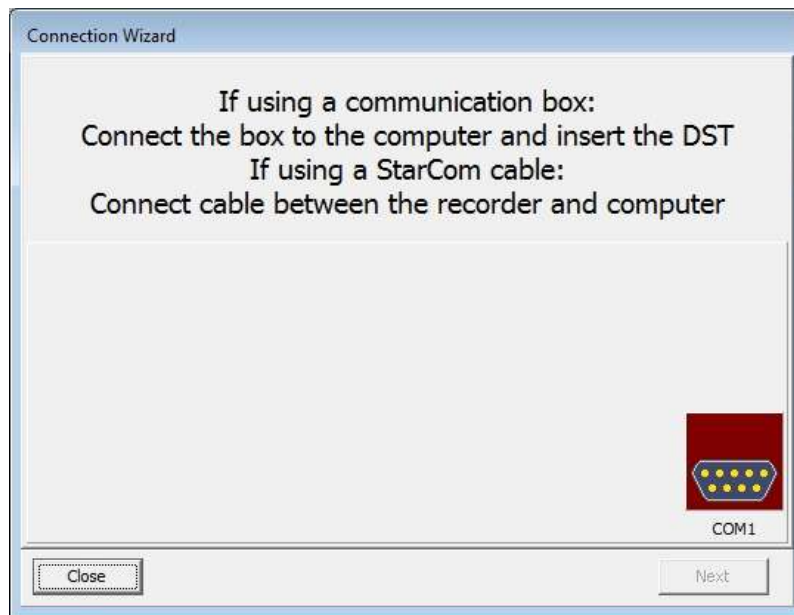 Connection Wizard
If using a communication box:
Connect the box to the computer and insert the DST
If using a StarCom cable:
Connect cable between the recorder and computer
COM1
Close
Next